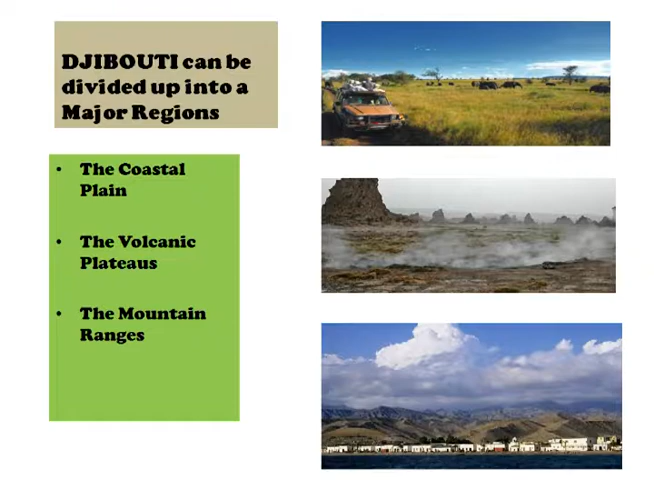 DJIBOUTI can be
divided up into a
Major Regions
• The Coastal
Plain
• The Volcanic
Plateaus
• The Mountain
Ranges